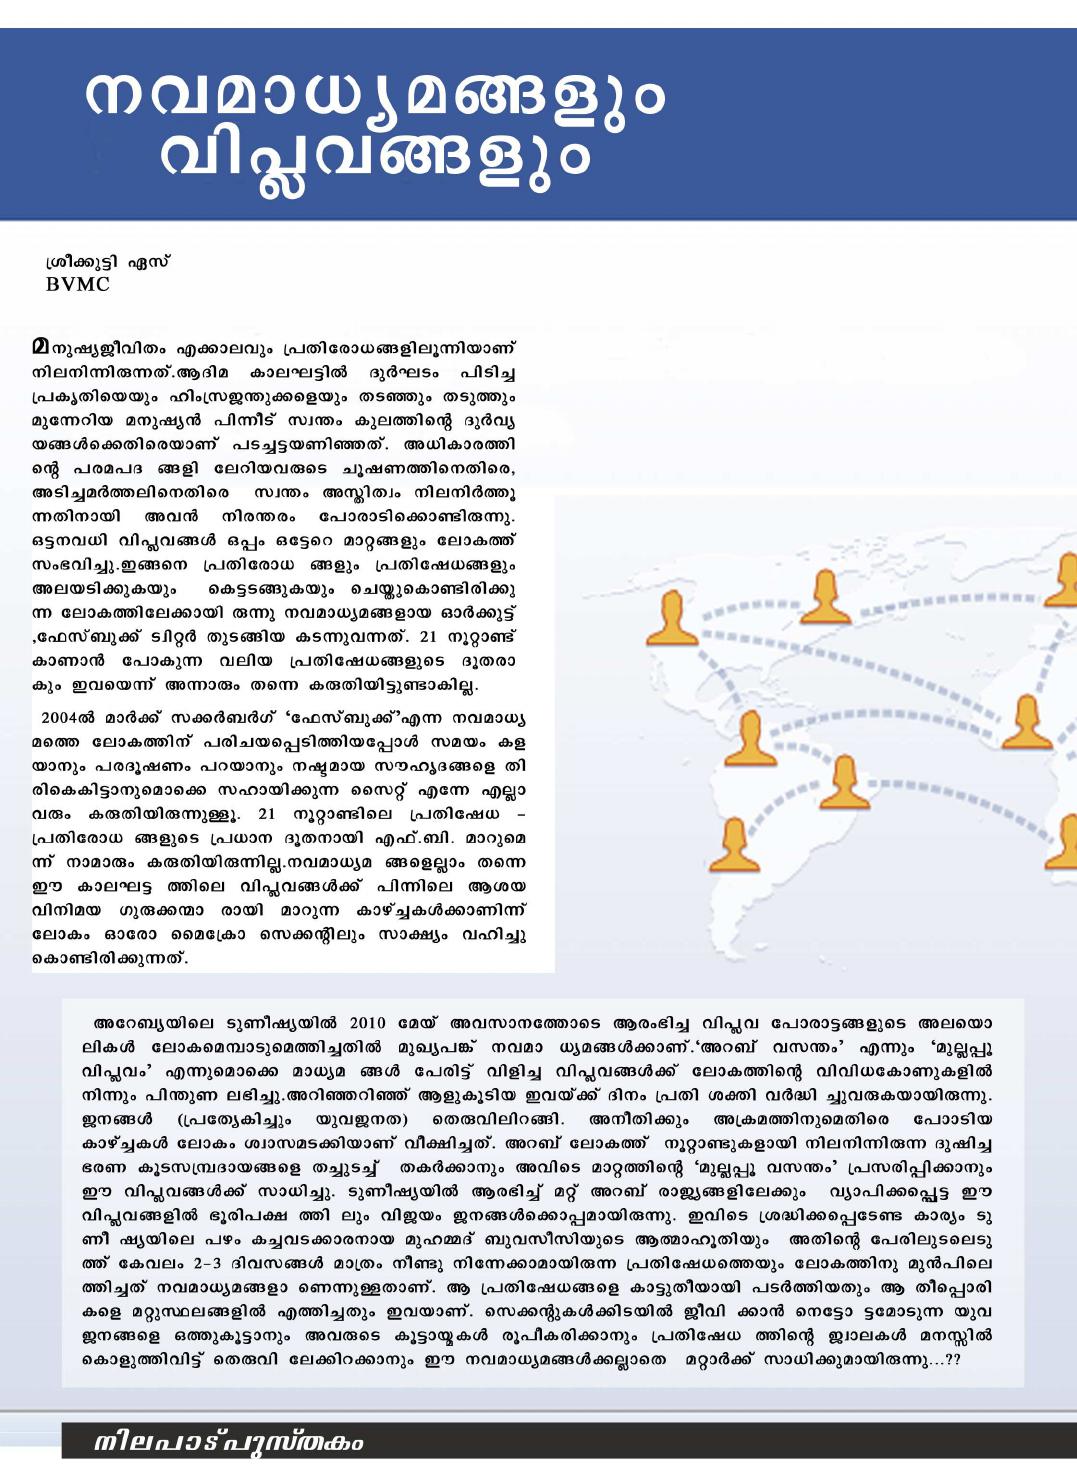 നവമാധ്യമങ്ങളും
വിപ്ലവങ്ങളും
ശ്രീക്കുട്ടി ഏസ്
BVMC
മനുഷ്യജീവിതം എക്കാലവും പ്രതിരോധങ്ങളിലൂന്നിയാണ്
നിലനിന്നിരുന്നത്.ആദിമ കാലഘട്ടിൽ ദുർഘടം പിടിച്ച
പ്രകൃതിയെയും ഹിംസ്രജന്തുക്കളെയും തടഞ്ഞും തടുത്തും
മുന്നേറിയ മനുഷ്യൻ പിന്നീട് സ്വന്തം കുലത്തിന്റെ ദുർവ്യ
യങ്ങൾക്കെതിരെയാണ് പടച്ചട്ടയണിഞ്ഞത്. അധികാരത്തി
ന്റെ പരമപദ ങ്ങളി ലേറിയവരുടെ ചൂഷണത്തിനെതിരെ,
അടിച്ചമർത്തലിനെതിരെ സ്വന്തം അസ്തിത്വം നിലനിർത്തൂ
ന്നതിനായി അവൻ നിരന്തരം പോരാടിക്കൊണ്ടിരുന്നു.
ഒട്ടനവധി വിപ്ലവങ്ങൾ ഒപ്പം ഒട്ടേറെ മാറ്റങ്ങളും ലോകത്ത്
സംഭവിച്ചു.ഇങ്ങനെ പ്രതിരോധ ങ്ങളും പ്രതിഷേധങ്ങളും
അലയടിക്കുകയും കെട്ടടങ്ങുകയും ചെയ്തുകൊണ്ടിരിക്കു
ന്ന ലോകത്തിലേക്കായി രുന്നു നവമാധ്യമങ്ങളായ ഓർക്കുട്ട്
,ഫേസ്ബുക്ക് ട്വിറ്റർ തുടങ്ങിയ കടന്നുവന്നത്. 21 നൂറ്റാണ്ട്
കാണാൻ പോകുന്ന വലിയ പ്രതിഷേധങ്ങളുടെ ദൂതരാ
കും ഇവയെന്ന് അന്നാരും തന്നെ കരുതിയിട്ടുണ്ടാകില്ല.
2004ൽ മാർക്ക് സക്കർബർഗ് ‘ഫേസ്ബുക്ക്’എന്ന നവമാധ്യ
മത്തെ ലോകത്തിന് പരിചയപ്പെടിത്തിയപ്പോൾ സമയം കള
യാനും പരദൂഷണം പറയാനും നഷ്ടമായ സൗഹൃദങ്ങളെ തി
രികെകിട്ടാനുമൊക്കെ സഹായിക്കുന്ന സൈറ്റ് എന്നേ എല്ലാ
വരും കരുതിയിരുന്നുള്ളൂ. 21 നൂറ്റാണ്ടിലെ പ്രതിഷേധ –
പ്രതിരോധ ങ്ങളുടെ പ്രധാന ദൂതനായി എഫ്.ബി. മാറുമെ
ന്ന് നാമാരും കരുതിയിരുന്നില്ല.നവമാധ്യമ ങ്ങളെല്ലാം തന്നെ
ഈ കാലഘട്ട ത്തിലെ വിപ്ലവങ്ങൾക്ക് പിന്നിലെ ആശയ
വിനിമയ ഗുരുക്കന്മാ രായി മാറുന്ന കാഴ്ച്ചകൾക്കാണിന്ന്
ലോകം ഓരോ മൈക്രോ സെക്കന്റിലും സാക്ഷ്യം വഹിച്ചു
കൊണ്ടിരിക്കുന്നത്.
അറേബ്യയിലെ ടുണീഷ്യയിൽ 2010 മേയ് അവസാനത്തോടെ ആരംഭിച്ച വിപ്ലവ പോരാട്ടങ്ങളുടെ അലയൊ
ലികൾ ലോകമെമ്പാടുമെത്തിച്ചതിൽ മുഖ്യപങ്ക് നവമാ ധ്യമങ്ങൾക്കാണ്.‘അറബ് വസന്തം’ എന്നും ‘മുല്ലപ്പൂ
വിപ്ലവം’ എന്നുമൊക്കെ മാധ്യമ ങ്ങൾ പേരിട്ട് വിളിച്ച വിപ്ലവങ്ങൾക്ക് ലോകത്തിന്റെ വിവിധകോണുകളിൽ
നിന്നും പിന്തുണ ലഭിച്ചു.അറിഞ്ഞറിഞ്ഞ് ആളുകൂടിയ ഇവയ്ക്ക് ദിനം പ്രതി ശക്തി വർദ്ധി ച്ചുവരുകയായിരുന്നു.
ജനങ്ങൾ (പ്രത്യേകിച്ചും യുവജനത) തെരുവിലിറങ്ങി. അനീതിക്കും അക്രമത്തിനുമെതിരെ പോാടിയ
കാഴ്ച്ചകൾ ലോകം ശ്വാസമടക്കിയാണ് വീക്ഷിച്ചത്. അറബ് ലോകത്ത് നൂറ്റാണ്ടുകളായി നിലനിന്നിരുന്ന ദുഷിച്ച
ഭരണ കൂടസമ്പ്രദായങ്ങളെ തച്ചുടച്ച് തകർക്കാനും അവിടെ മാറ്റത്തിന്റെ ‘മുല്ലപ്പൂ വസന്തം’ പ്രസരിപ്പിക്കാനും
ഈ വിപ്ലവങ്ങൾക്ക് സാധിച്ചു. ടുണീഷ്യയിൽ ആരഭിച്ച് മറ്റ് അറബ് രാജ്യങ്ങളിലേക്കും വ്യാപിക്കപ്പെട്ട ഈ
വിപ്ലവങ്ങളിൽ ഭൂരിപക്ഷ ത്തി ലും വിജയം ജനങ്ങൾക്കൊപ്പമായിരുന്നു. ഇവിടെ ശ്രദ്ധിക്കപ്പെടേണ്ട കാര്യം ടു
ണീ ഷ്യയിലെ പഴം കച്ചവടക്കാരനായ മുഹമ്മദ് ബുവസീസിയുടെ ആത്മാഹൂതിയും അതിന്റെ പേരിലുടലെടു
ത്ത് കേവലം 2-3 ദിവസങ്ങൾ മാത്രം നീണ്ടു നിന്നേക്കാമായിരുന്ന പ്രതിഷേധത്തെയും ലോകത്തിനു മുൻപിലെ
ത്തിച്ചത് നവമാധ്യമങ്ങളാ ണെന്നുള്ളതാണ്. ആ പ്രതിഷേധങ്ങളെ കാട്ടുതീയായി പടർത്തിയതും ആ തീപ്പൊരി
കളെ മറ്റുസ്ഥലങ്ങളിൽ എത്തിച്ചതും ഇവയാണ്. സെക്കന്റുകൾക്കിടയിൽ ജീവി ക്കാൻ നെട്ടോ ട്ടമോടുന്ന യുവ
ജനങ്ങളെ ഒത്തുകൂട്ടാനും അവരുടെ കൂട്ടായ്മകൾ രൂപീകരിക്കാനും പ്രതിഷേധ ത്തിന്റെ ജ്വാലകൾ മനസ്സിൽ
കൊളുത്തിവിട്ട് തെരുവി ലേക്കിറക്കാനും ഈ നവമാധ്യമങ്ങൾക്കല്ലാതെ മറ്റാർക്ക് സാധിക്കുമായിരുന്നു...??
നിലപാട് പുസ്തകം